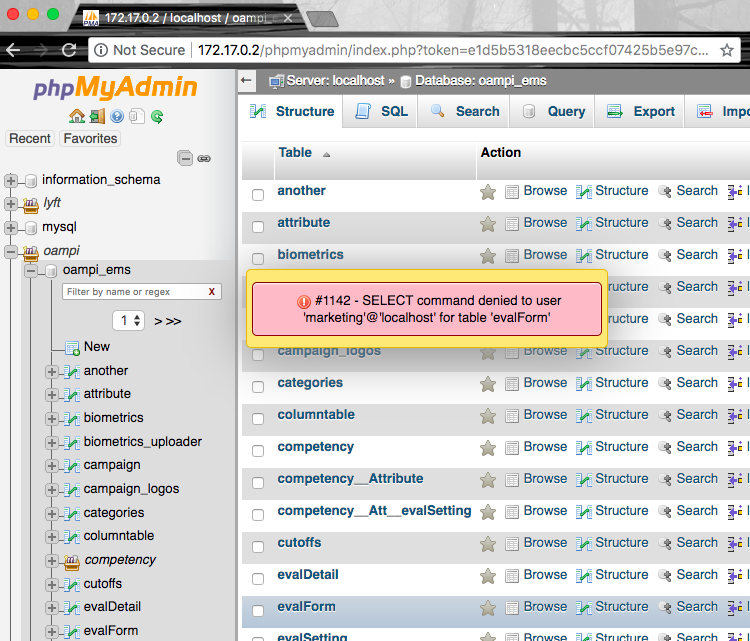 172.17.0.2 / localhost / oampi_
Not Secure | 172.17.0.2/phpmyadmin/index.php?token=e1d5b5318eecbc5ccf07425b5e97c...
phpMyAdmin
Recent Favorites
information_schema
lyft
mysql
oampi
oampi_ems
Filter by name or regex X
1 > >>
New
another
attribute
biometrics
biometrics_uploader
campaign
campaign_logos
categories
columntable
competency
cutoffs
evalDetail
evalForm
Server: localhost » Database: oampi_ems
Structure SQL Search Query Export Impo
Table Action
another Browse Structure Search I
attribute Browse Structure Search I
biometrics Browse Structure Search I
ucture Search I
#1142 - SELECT command denied to user
'marketing'@'localhost' for table 'evalForm'
ucture Search I
campaign_logos Browse Structure Search I
categories Browse Structure Search I
columntable Browse Structure Search I
competency Browse Structure Search I
competency__Attribute Browse Structure Search I
competency__Att__evalSetting Browse Structure Search I
cutoffs Browse Structure Search I
evalDetail Browse Structure Search I
evalForm Browse Structure Search I
evalSetting Browse Structure Search